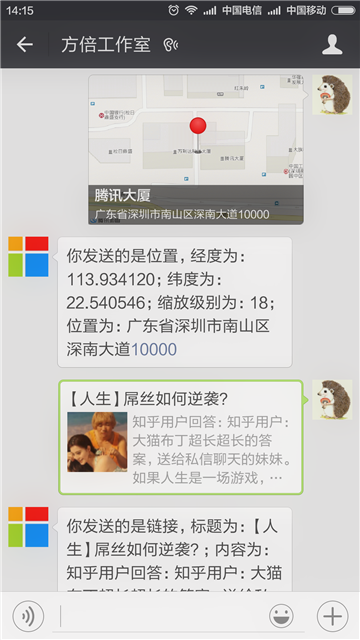 14:15 中国电信 中国移动
方倍工作室
腾讯大厦
广东省深圳市南山区深南大道10000
你发送的是位置，经度为：
113.934120；纬度为：
22.540546；缩放级别为：18；
位置为：广东省深圳市南山区
深南大道10000
【人生】屌丝如何逆袭？
知乎用户回答：知乎用户：
大猫布丁超长超长的答
案，送给私信聊天的妹妹。
如果人生是一场游戏，…
你发送的是链接，标题为：【人
生】屌丝如何逆袭？；内容为：
知乎用户回答：知乎用户：大猫